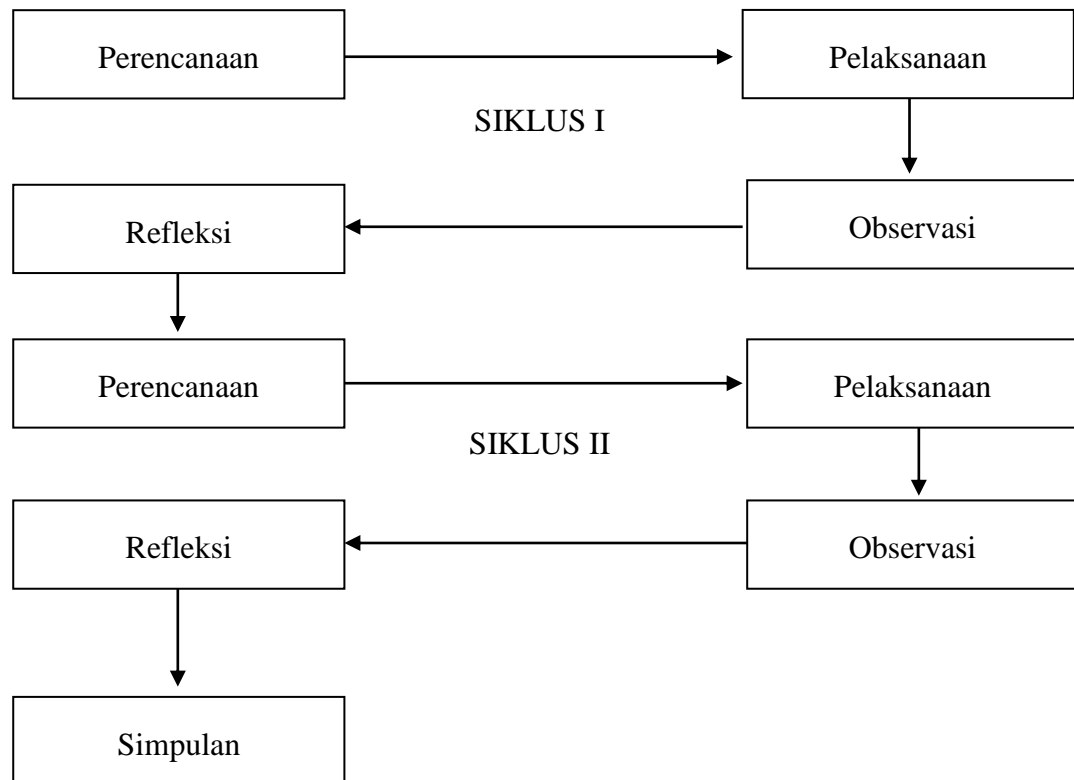 Perencanaan
Pelaksanaan
SIKLUS I
Refleksi
Observasi
Perencanaan
Pelaksanaan
SIKLUS II
Refleksi
Observasi
Simpulan